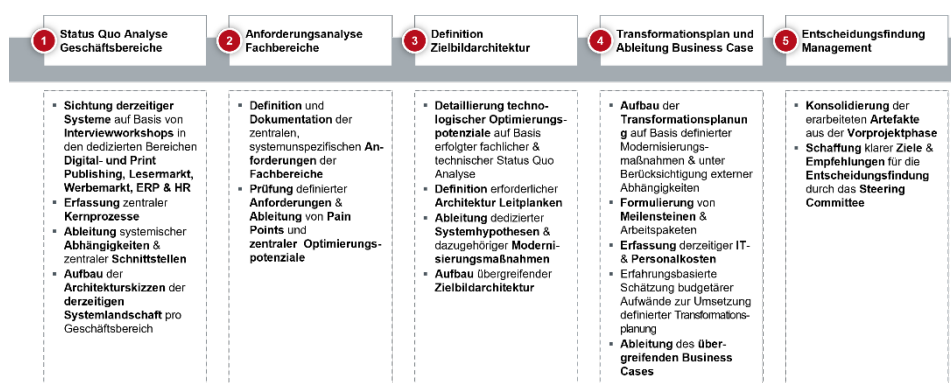 1
Status Quo Analyse
Geschäftsbereiche
Sichtung derzeitiger
Systeme auf Basis von
Interviewworkshops in
den dedizierten Bereichen
Digital- und Print
Publishing, Lesermarkt,
Werbemarkt, ERP & HR
Erfassung zentraler
Kernprozesse
Ableitung systemischer
Abhängigkeiten &
zentraler Schnittstellen
Aufbau der
Architekturskizzen der
derzeitigen
Systemlandschaft pro
Geschäftsbereich
2
Anforderungsanalyse
Fachbereiche
Definition und
Dokumentation der
zentralen,
systemunspezifischen An-
forderungen der
Fachbereiche
Prüfung definierter
Anforderungen &
Ableitung von Pain
Points und
zentraler Optimierungs-
potenziale
3
Definition
Zielbildarchitektur
Detaillierung techno-
logischer Optimierungs-
potenziale auf Basis
erfolgter fachlicher &
technischer Status Quo
Analyse
Definition erforderlicher
Architektur Leitplanken
Ableitung dedizierter
Systemhypothesen &
dazugehöriger Moderni-
sierungsmaßnahmen
Aufbau übergreifender
Zielbildarchitektur
4
Transformationsplan und
Ableitung Business Case
Aufbau der
Transformationsplanun
g auf Basis definierter
Modernisierungs-
maßnahmen & unter
Berücksichtigung externer
Abhängigkeiten
Formulierung von
Meilensteinen &
Arbeitspaketen
Erfassung derzeitiger IT-
& Personalkosten
Erfahrungsbasierte
Schätzung budgetärer
Aufwände zur Umsetzung
definierter Transformations-
planung
Ableitung des über-
greifenden Business
Cases
5
Entscheidungsfindung
Management
Konsolidierung der
erarbeiteten Artefakte
aus der Vorprojektphase
Schaffung klarer Ziele &
Empfehlungen für die
Entscheidungsfindung
durch das Steering
Committee